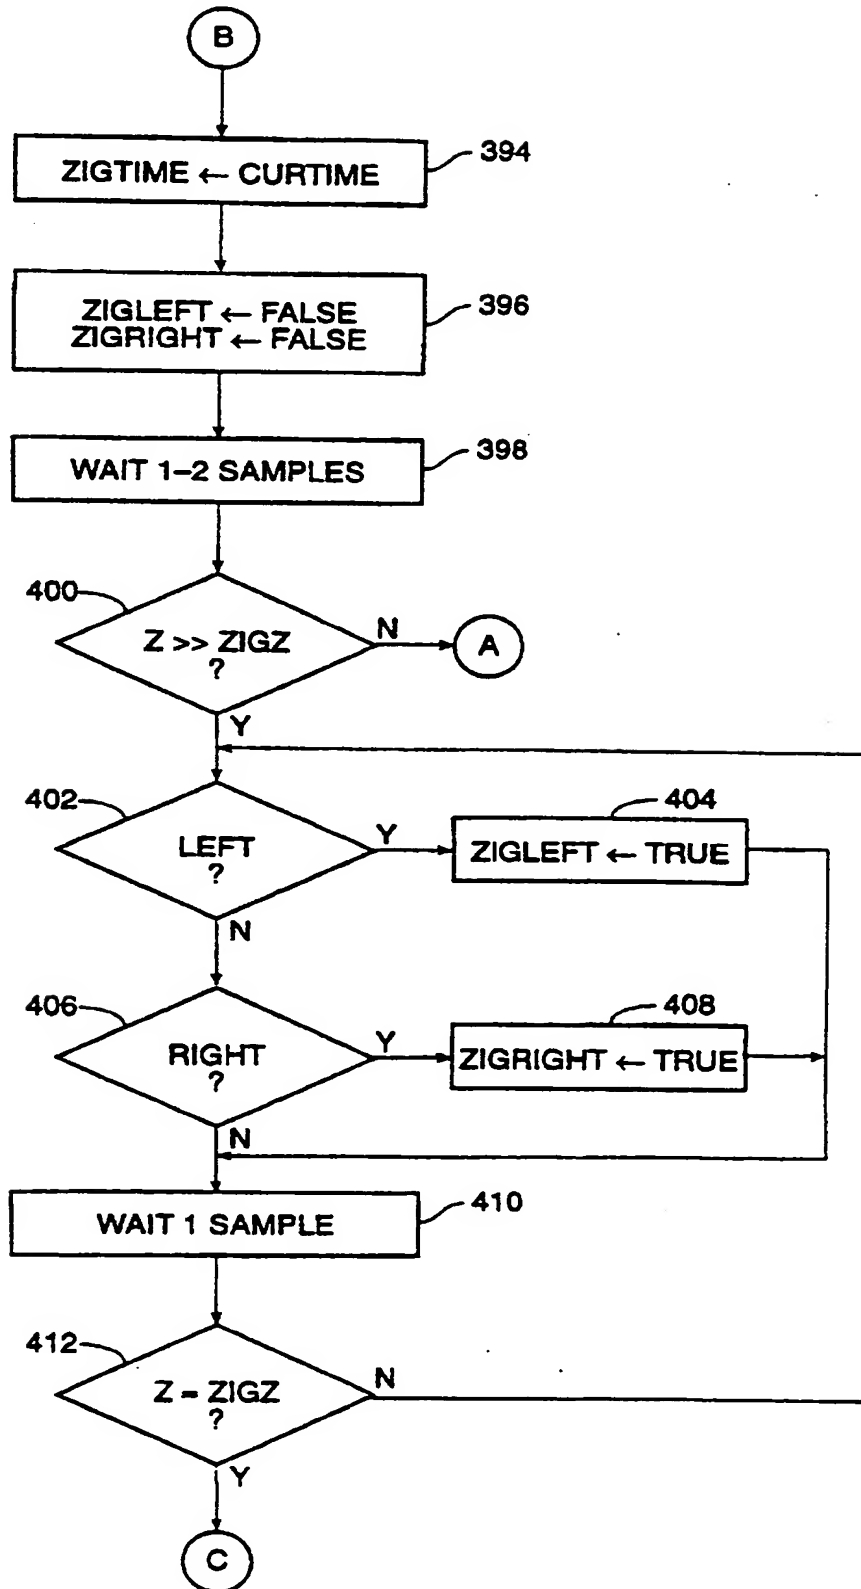 B
ZIGTIME ← CURTIME
394
ZIGLEFT ← FALSE
ZIGRIGHT ← FALSE
396
WAIT 1–2 SAMPLES
398
400
Z >> ZIGZ
?
N
A
Y
402
LEFT
?
Y
404
ZIGLEFT ← TRUE
N
406
RIGHT
?
Y
408
ZIGRIGHT ← TRUE
N
WAIT 1 SAMPLE
410
412
Z = ZIGZ
?
N
Y
C